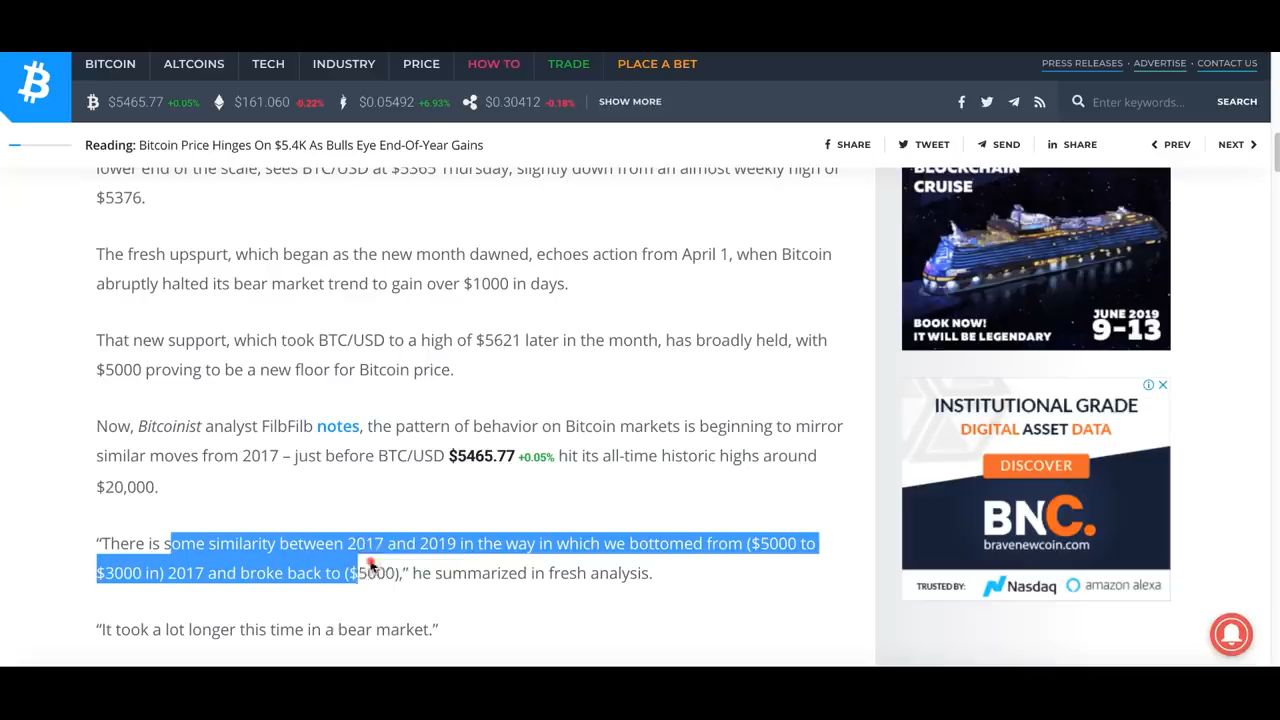 BITCOIN ALTCOINS TECH INDUSTRY PRICE HOW TO TRADE PLACE A BET PRESS RELEASES · ADVERTISE · CONTACT US
$5465.77 +0.05% $161.060 -0.22% $0.05492 +6.93% $0.30412 -0.18% SHOW MORE Enter keywords... SEARCH
Reading: Bitcoin Price Hinges On $5.4K As Bulls Eye End-Of-Year Gains SHARE TWEET SEND SHARE PREV NEXT
lower end of the scale, sees BTC/USD at $5365 Thursday, slightly down from an almost weekly high of
$5376.
The fresh upspurt, which began as the new month dawned, echoes action from April 1, when Bitcoin
abruptly halted its bear market trend to gain over $1000 in days.
That new support, which took BTC/USD to a high of $5621 later in the month, has broadly held, with
$5000 proving to be a new floor for Bitcoin price.
Now, Bitcoinist analyst FilbFilb notes, the pattern of behavior on Bitcoin markets is beginning to mirror
similar moves from 2017 – just before BTC/USD $5465.77 +0.05% hit its all-time historic highs around
$20,000.
“There is some similarity between 2017 and 2019 in the way in which we bottomed from ($5000 to
$3000 in) 2017 and broke back to ($5000),” he summarized in fresh analysis.
“It took a lot longer this time in a bear market.”
BLOCKCHAIN
CRUISE
BOOK NOW!
IT WILL BE LEGENDARY
JUNE 2019
9-13
INSTITUTIONAL GRADE
DIGITAL ASSET DATA
DISCOVER
BNC.
bravenewcoin.com
TRUSTED BY: Nasdaq amazon alexa